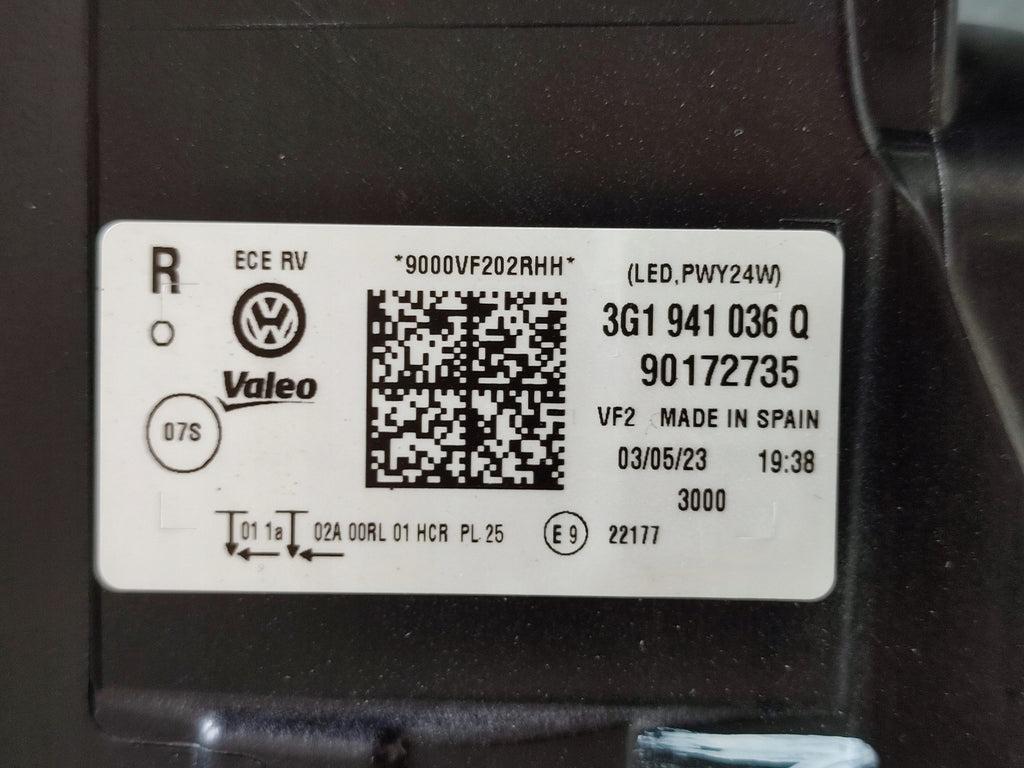 R
ECE RV
*9000VF202RHH*
(LED,PWY24W)
3G1 941 036 Q
90172735
Valeo
VF2 MADE IN SPAIN
07S
03/05/23 19:38
3000
01 1a 02A 00RL 01 HCR PL 25 E 9 22177